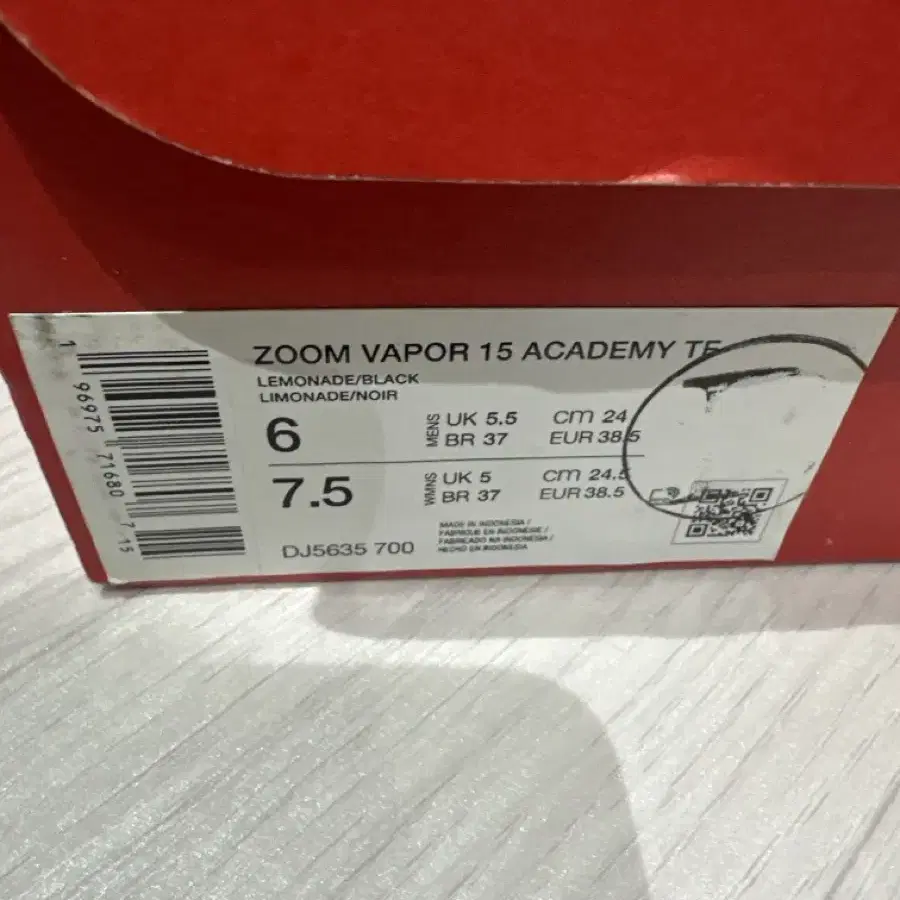 ZOOM VAPOR 15 ACADEMY TF
LEMONADE/BLACK
LIMONADE/NOIR
6
MENS
UK 5.5
cm 24
BR 37
EUR 38.5
7.5
WMNS
UK 5
cm 24.5
BR 37
EUR 38.5
DJ5635 700
MADE IN INDONESIA /
FABRIQUE EN INDONESIE /
FABRICADO NA INDONESIA /
HECHO EN INDONESIA
1 96975 71680 7 15